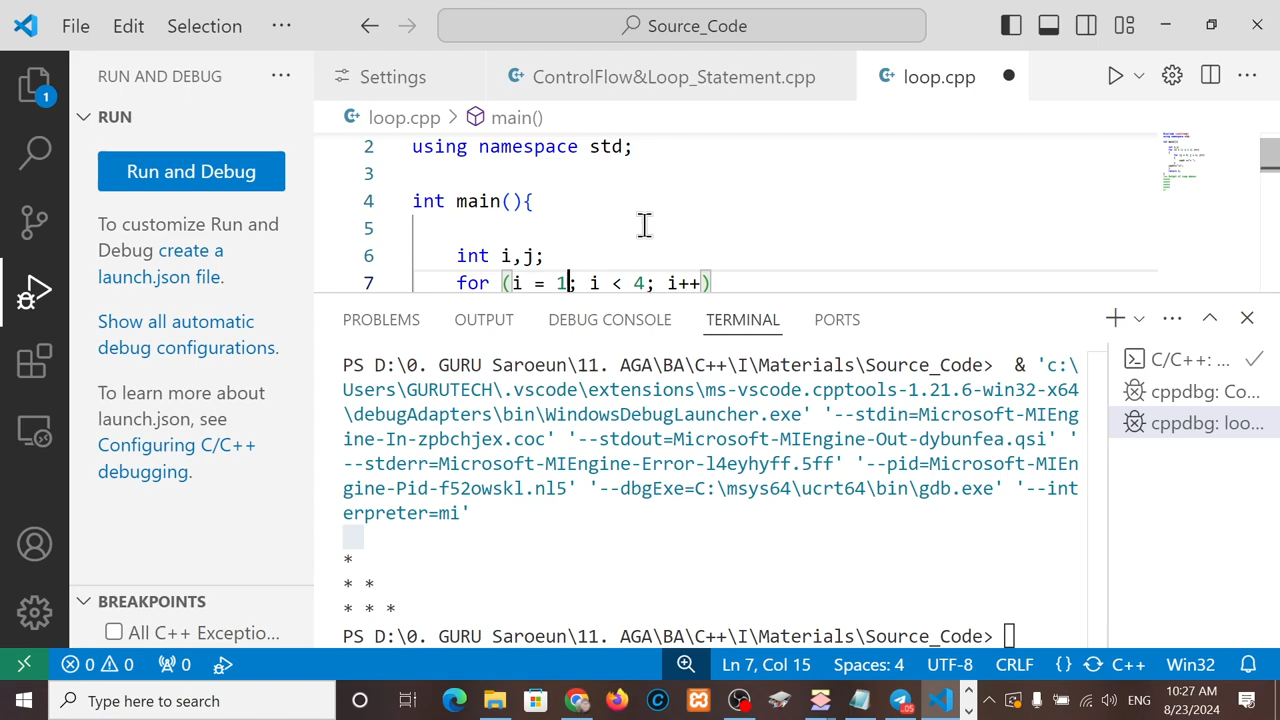 File Edit Selection ··· Source_Code
RUN AND DEBUG ···
Settings ControlFlow&Loop_Statement.cpp loop.cpp
loop.cpp > main()
1
RUN
Run and Debug
To customize Run and
Debug create a
launch.json file.
Show all automatic
debug configurations.
To learn more about
launch.json, see
Configuring C/C++
debugging.
BREAKPOINTS
All C++ Exceptio...
2 using namespace std;
3
4 int main(){
5
6 int i,j;
7 for (i = 1; i < 4; i++)
PROBLEMS OUTPUT DEBUG CONSOLE TERMINAL PORTS
PS D:\0. GURU Saroeun\11. AGA\BA\C++\I\Materials\Source_Code> & 'c:\
Users\GURUTECH\.vscode\extensions\ms-vscode.cpptools-1.21.6-win32-x64
\debugAdapters\bin\WindowsDebugLauncher.exe' '--stdin=Microsoft-MIEng
ine-In-zpbchjex.coc' '--stdout=Microsoft-MIEngine-Out-dybunfea.qsi' '
--stderr=Microsoft-MIEngine-Error-l4eyhyff.5ff' '--pid=Microsoft-MIEn
gine-Pid-f52owskl.nl5' '--dbgExe=C:\msys64\ucrt64\bin\gdb.exe' '--int
erpreter=mi'
*
* *
* * *
PS D:\0. GURU Saroeun\11. AGA\BA\C++\I\Materials\Source_Code>
C/C++: ...
cppdbg: Co...
cppdbg: loo...
0 0 0 Ln 7, Col 15 Spaces: 4 UTF-8 CRLF {} C++ Win32
Type here to search ENG 10:27 AM
8/23/2024